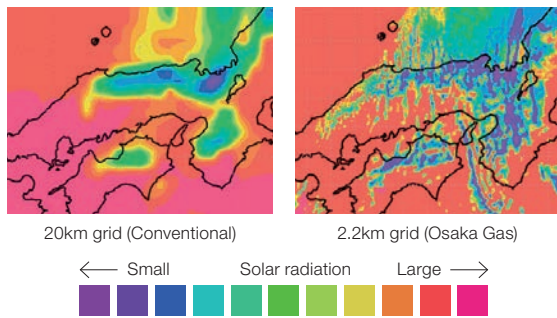 20km grid (Conventional)
2.2km grid (Osaka Gas)
Small
Solar radiation
Large